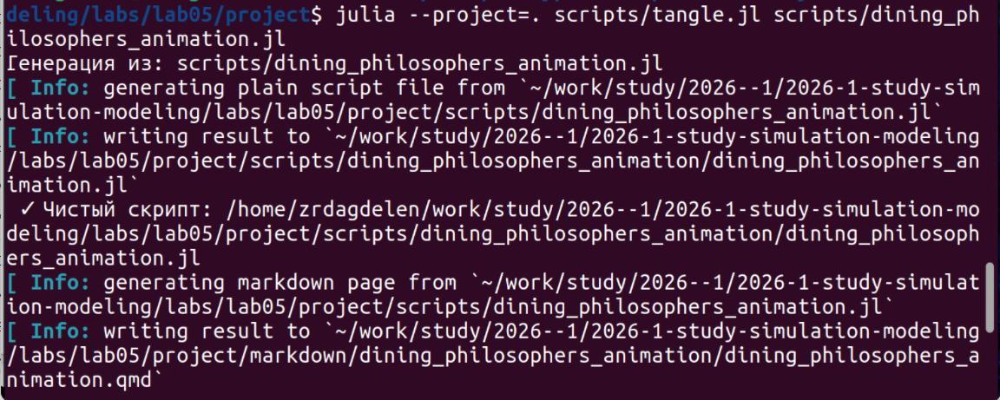 deling/labs/lab05/project$ julia --project=. scripts/tangle.jl scripts/dining_ph
ilosophers_animation.jl
Генерация из: scripts/dining_philosophers_animation.jl
[ Info: generating plain script file from `~/work/study/2026--1/2026-1-study-sim
ulation-modeling/labs/lab05/project/scripts/dining_philosophers_animation.jl`
[ Info: writing result to `~/work/study/2026--1/2026-1-study-simulation-modeling
/labs/lab05/project/scripts/dining_philosophers_animation/dining_philosophers_an
imation.jl`
✓ Чистый скрипт: /home/zrdagdelen/work/study/2026--1/2026-1-study-simulation-mo
deling/labs/lab05/project/scripts/dining_philosophers_animation/dining_philosoph
ers_animation.jl
[ Info: generating markdown page from `~/work/study/2026--1/2026-1-study-simulat
ion-modeling/labs/lab05/project/scripts/dining_philosophers_animation.jl`
[ Info: writing result to `~/work/study/2026--1/2026-1-study-simulation-modeling
/labs/lab05/project/markdown/dining_philosophers_animation/dining_philosophers_a
nimation.qmd`